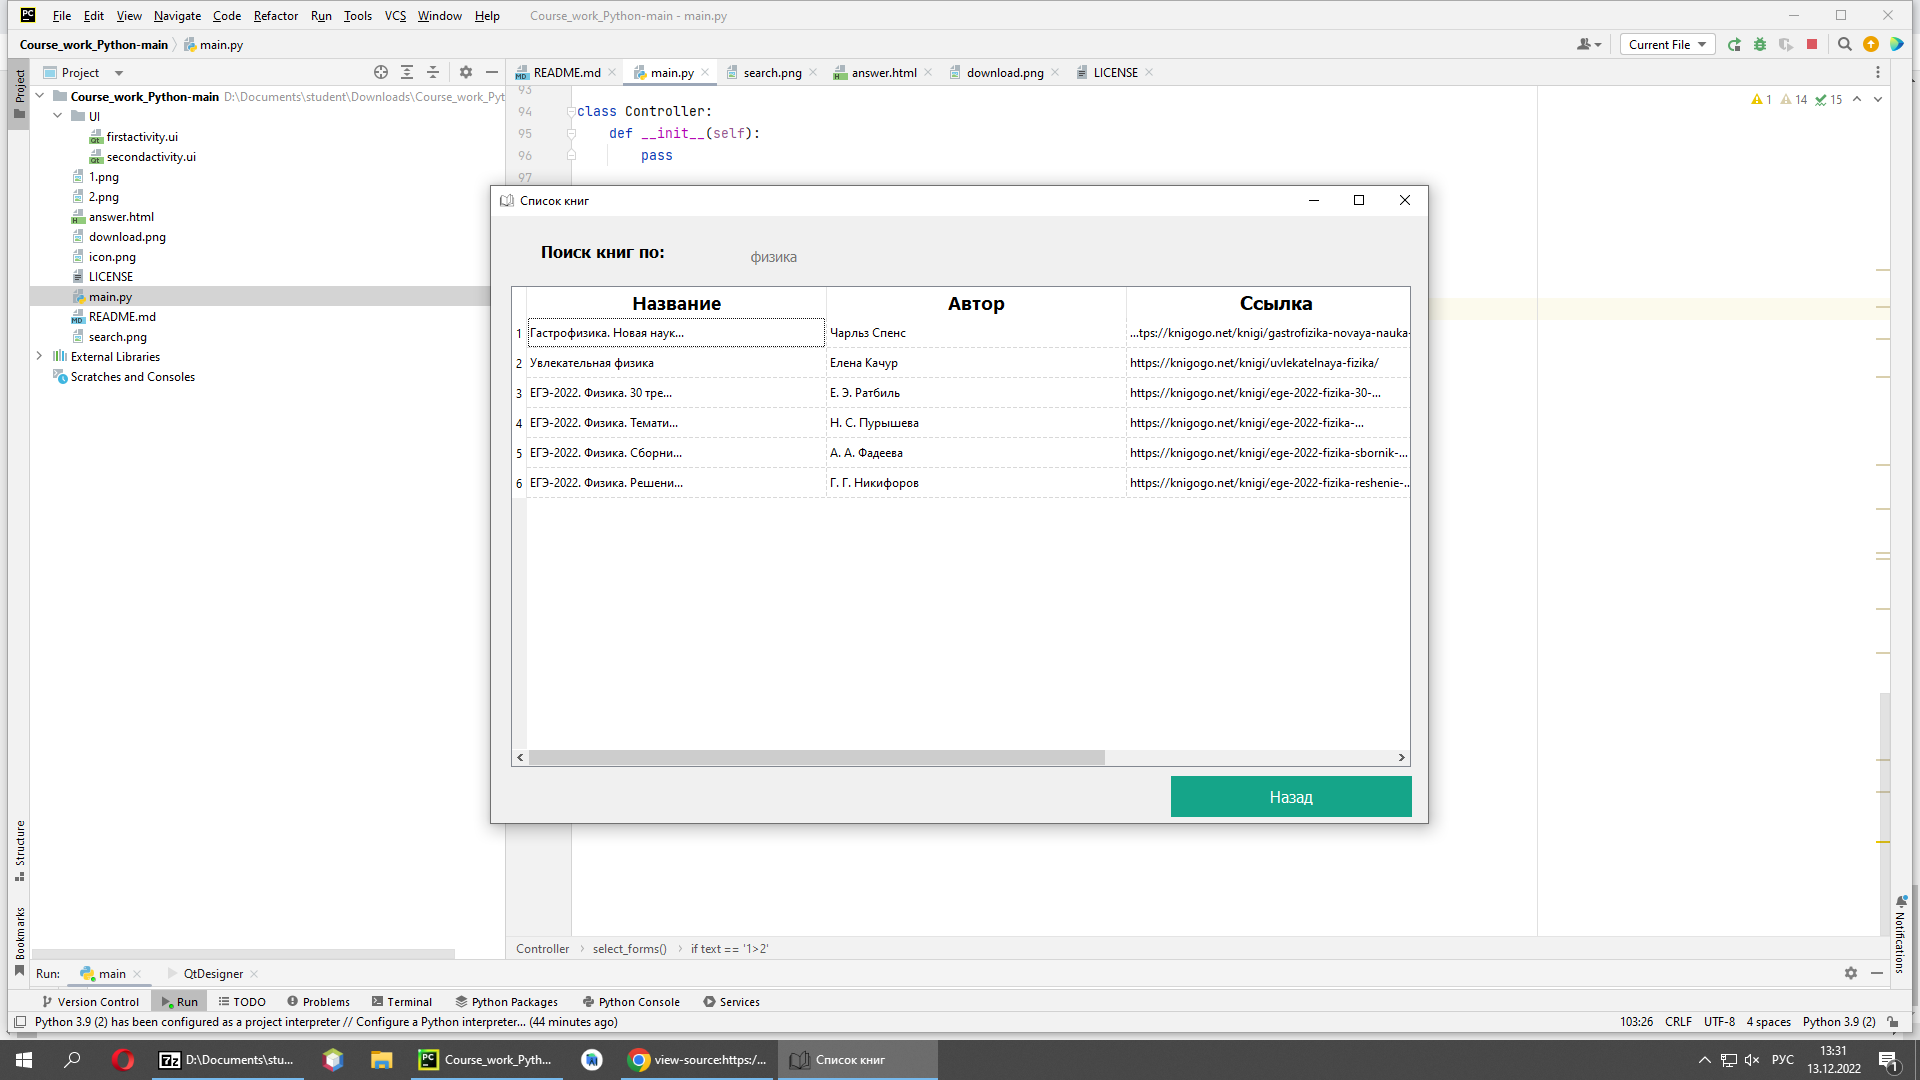 PC File Edit View Navigate Code Refactor Run Tools VCS Window Help Course_work_Python-main - main.py
Course_work_Python-main main.py Current File
Project
README.md main.py search.png answer.html download.png LICENSE
Project
Course_work_Python-main D:\Documents\student\Downloads\Course_work_Pyt
UI
firstactivity.ui
secondactivity.ui
1.png
2.png
answer.html
download.png
icon.png
LICENSE
main.py
README.md
search.png
External Libraries
Scratches and Consoles
1 14 15
93
94 class Controller:
95 def __init__(self):
96 pass
97
Список книг
Поиск книг по: физика
Название Автор Ссылка
1 Гастрофизика. Новая наук... Чарльз Спенс ...tps://knigogo.net/knigi/gastrofizika-novaya-nauka-
2 Увлекательная физика Елена Качур https://knigogo.net/knigi/uvlekatelnaya-fizika/
3 ЕГЭ-2022. Физика. 30 тре... Е. Э. Ратбиль https://knigogo.net/knigi/ege-2022-fizika-30-...
4 ЕГЭ-2022. Физика. Темати... Н. С. Пурышева https://knigogo.net/knigi/ege-2022-fizika-...
5 ЕГЭ-2022. Физика. Сборни... А. А. Фадеева https://knigogo.net/knigi/ege-2022-fizika-sbornik-...
6 ЕГЭ-2022. Физика. Решени... Г. Г. Никифоров https://knigogo.net/knigi/ege-2022-fizika-reshenie-...
Назад
Structure
Bookmarks
Notifications
Controller select_forms() if text == '1>2'
Run: main QtDesigner
Version Control Run TODO Problems Terminal Python Packages Python Console Services
Python 3.9 (2) has been configured as a project interpreter // Configure a Python interpreter... (44 minutes ago) 103:26 CRLF UTF-8 4 spaces Python 3.9 (2)
7z D:\Documents\stu... PC Course_work_Pyth... view-source:https:/... Список книг РУС 13:31
13.12.2022 1